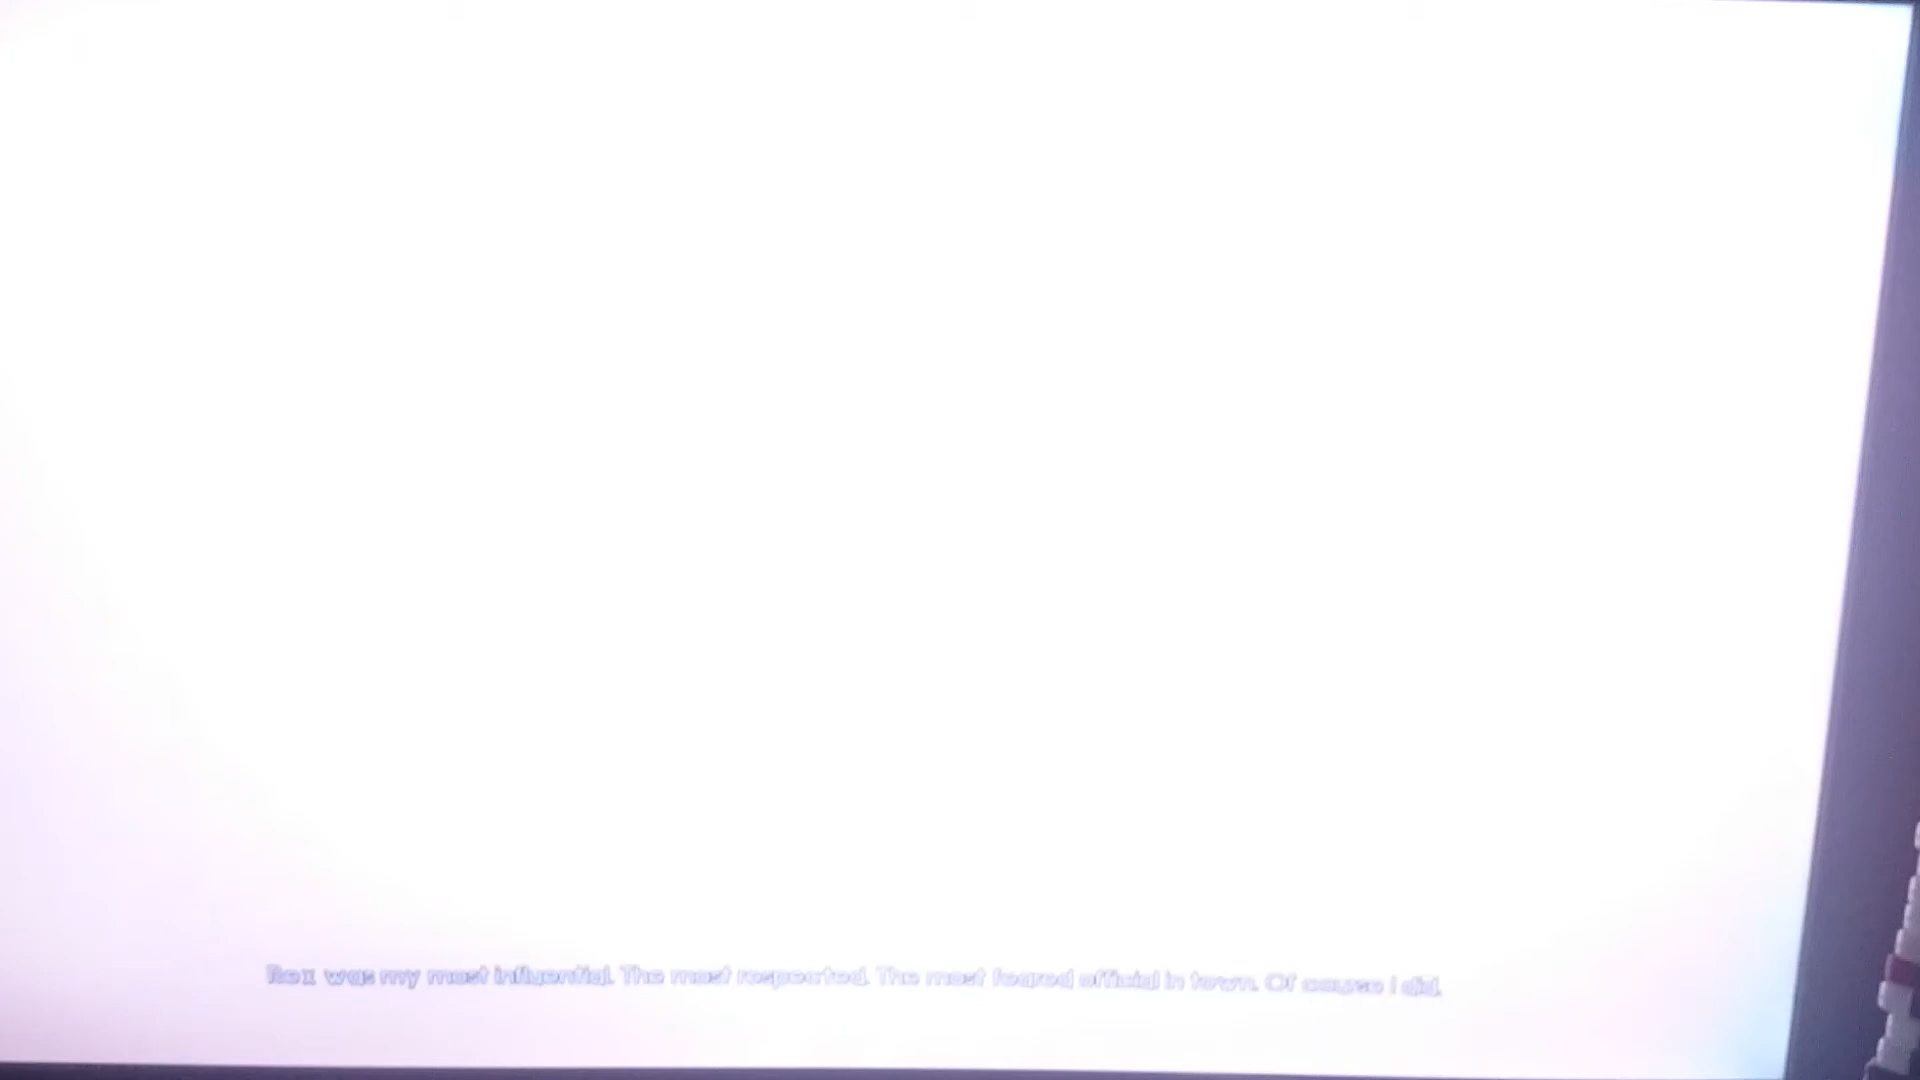 Rex was my most influential. The most respected. The most feared official in town. Of course I did.